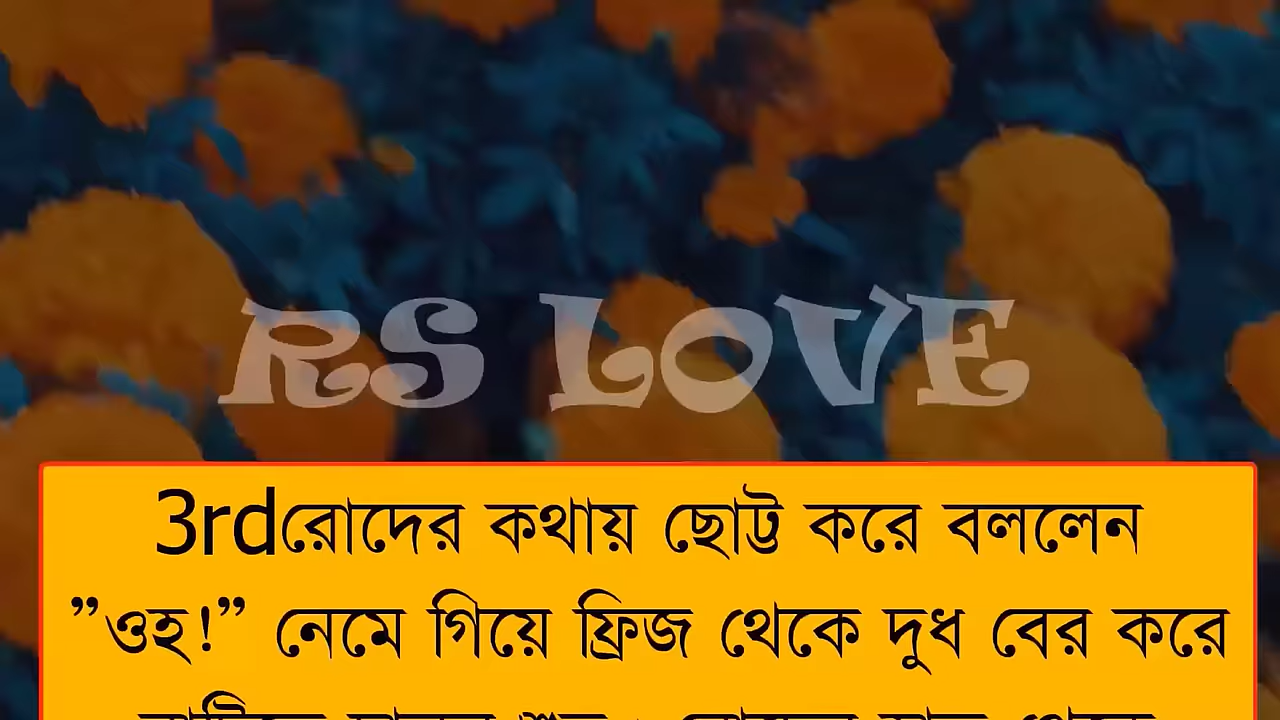 RS LOVE
3rdরোদের কথায় ছোট্ট করে বললেন
”ওহ!” নেমে গিয়ে ফ্রিজ থেকে দুধ বের করে